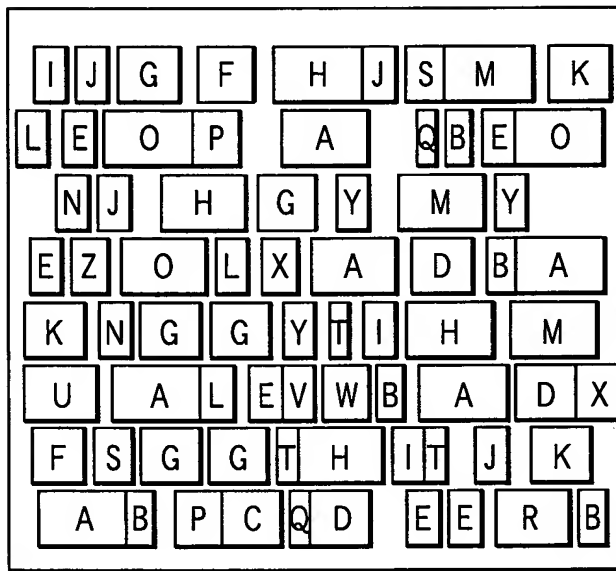 I J G F H J S M K
L E O P A Q B E O
N J H G Y M Y
E Z O L X A D B A
K N G G Y T I H M
U A L E V W B A D X
F S G G T H I T J K
A B P C Q D E E R B